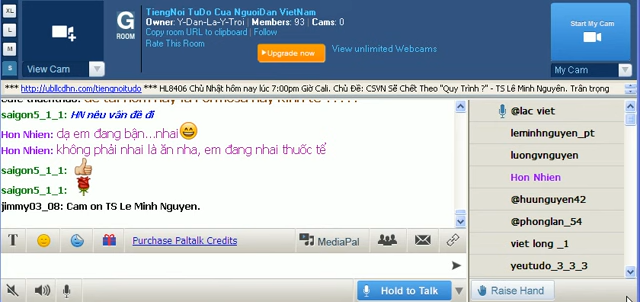 XL
L
M
S
View Cam
G
ROOM
TiengNoi TuDo Cua NguoiDan VietNam
Owner: Y-Dan-La-Y-Troi | Members: 93 | Cams: 0
Copy room URL to clipboard | Follow
Rate This Room
Upgrade now
View unlimited Webcams
Start My Cam
My Cam
*** http://ubllcdhn.com/tiengnoitudo *** HL8406 Chủ Nhật hôm nay lúc 7:00pm Giờ Cali. Chủ Đề: CSVN Sẽ Chết Theo "Quy Trình ?" - TS Lê Minh Nguyên. Trân trọng
saigon5_1_1: HN nêu vấn đề đi
Hon Nhien: dạ em đang bận...nhai
Hon Nhien: không phải nhai là ăn nha, em đang nhai thuốc tể
saigon5_1_1:
saigon5_1_1:
jimmy03_08: Cam on TS Le Minh Nguyen.
@lac viet
leminhnguyen_pt
luongvnguyen
Hon Nhien
@huunguyen42
@phonglan_54
viet long _1
yeutudo_3_3_3
T
Purchase Paltalk Credits
MediaPal
Hold to Talk
Raise Hand